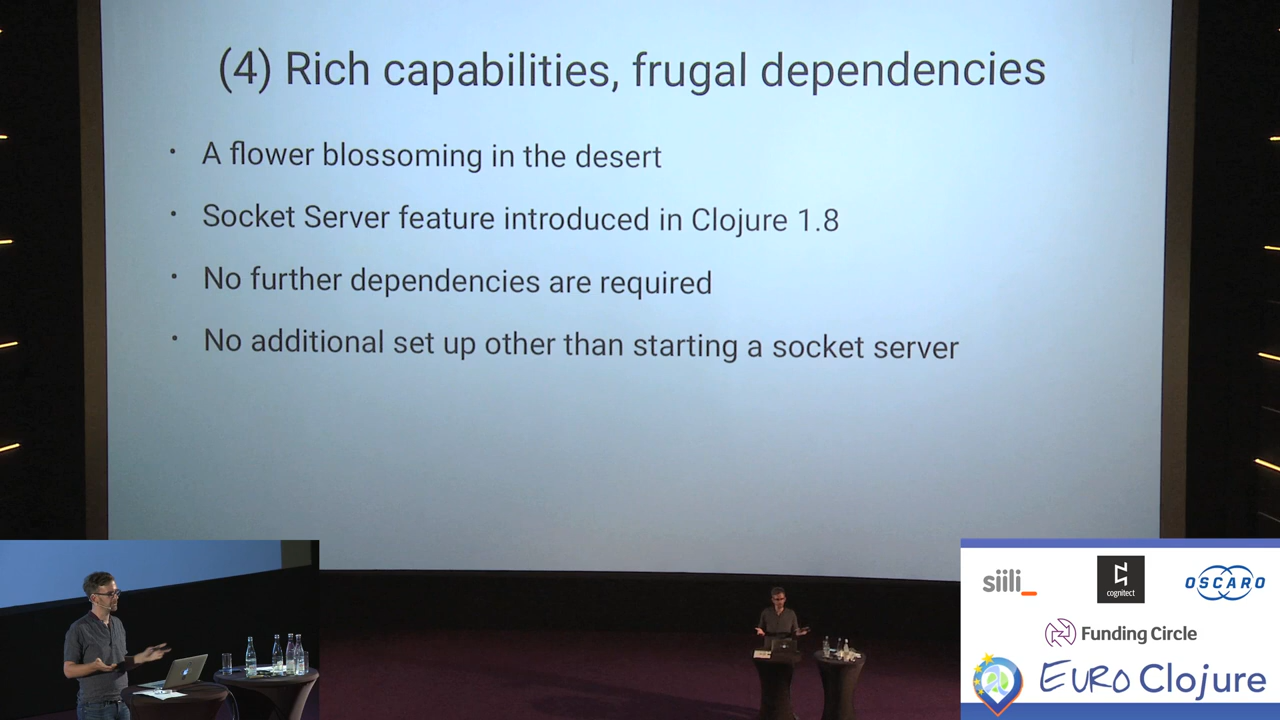 (4) Rich capabilities, frugal dependencies
• A flower blossoming in the desert
• Socket Server feature introduced in Clojure 1.8
• No further dependencies are required
• No additional set up other than starting a socket server
siili_
cognitect
OSCARO
Funding Circle
EURO Clojure